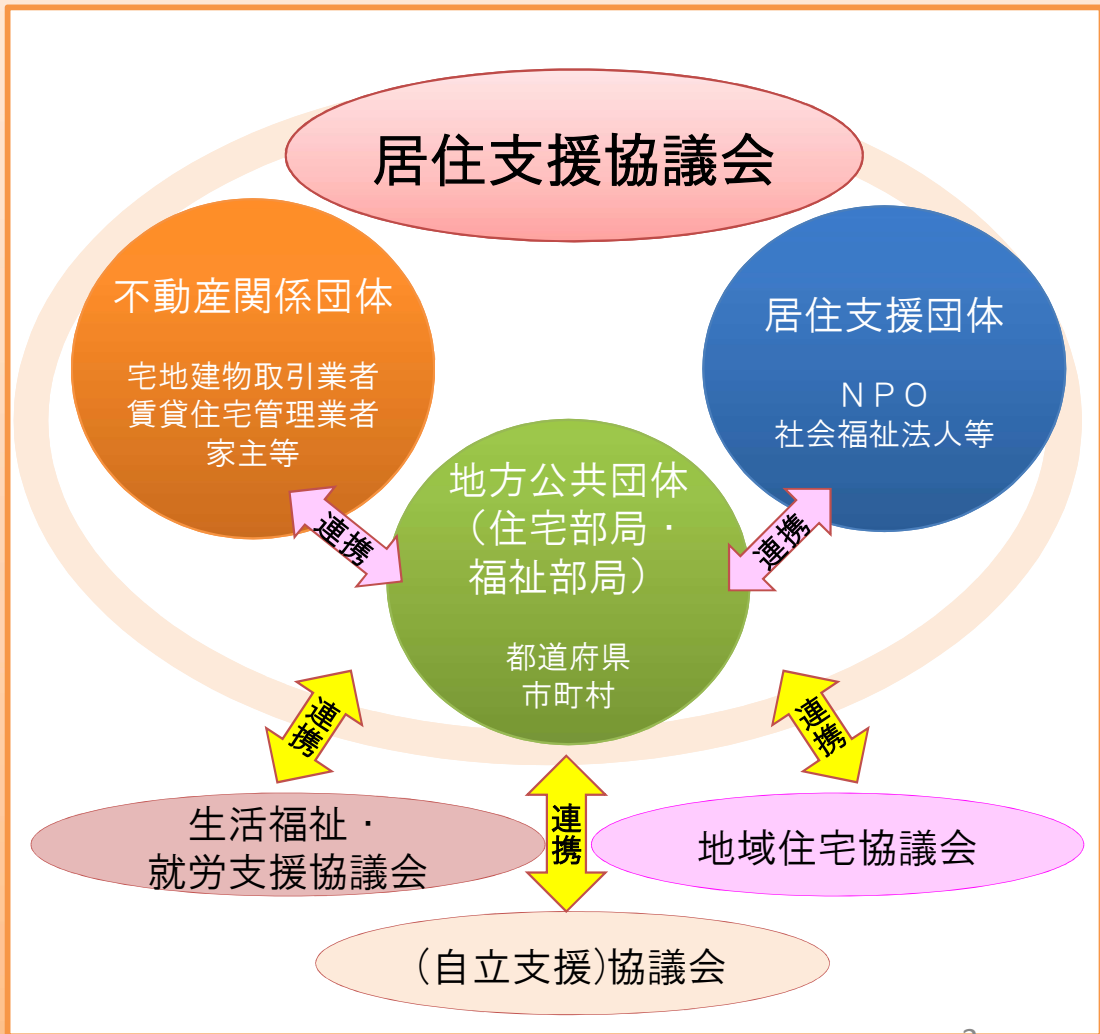 居住支援協議会
不動産関係団体
宅地建物取引業者
賃貸住宅管理業者
家主等
居住支援団体
ＮＰＯ
社会福祉法人等
地方公共団体
（住宅部局・
福祉部局）
都道府県
市町村
連携
連携
連携
連携
連携
生活福祉・
就労支援協議会
地域住宅協議会
（自立支援）協議会